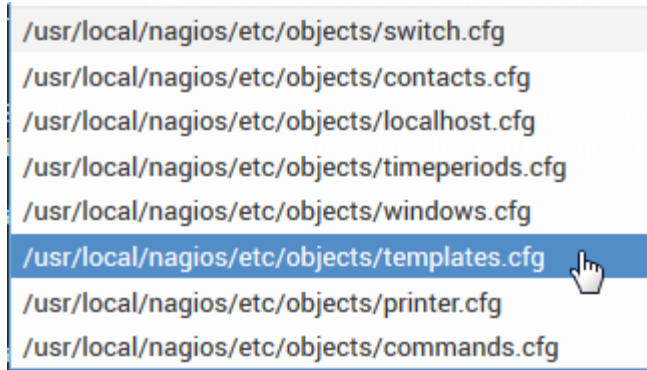 /usr/local/nagios/etc/objects/switch.cfg
/usr/local/nagios/etc/objects/contacts.cfg
/usr/local/nagios/etc/objects/localhost.cfg
/usr/local/nagios/etc/objects/timeperiods.cfg
/usr/local/nagios/etc/objects/windows.cfg
/usr/local/nagios/etc/objects/templates.cfg
/usr/local/nagios/etc/objects/printer.cfg
/usr/local/nagios/etc/objects/commands.cfg